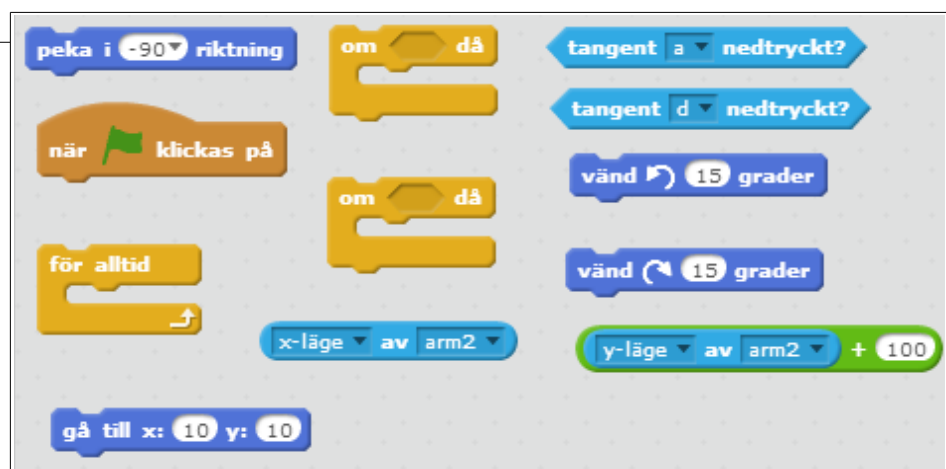 peka i -90 riktning
om då
tangent a nedtryckt?
tangent d nedtryckt?
när klickas på
vänd 15 grader
om då
för alltid
vänd 15 grader
x-läge av arm2
y-läge av arm2 + 100
gå till x: 10 y: 10